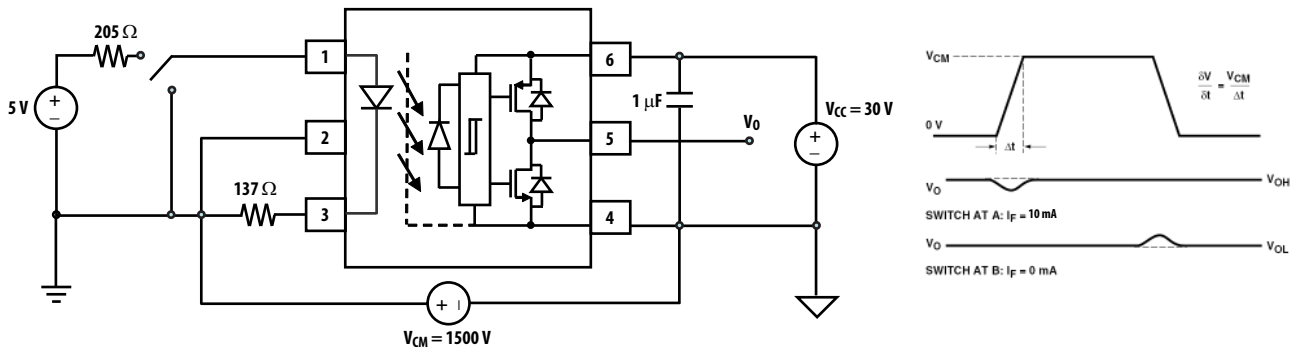 205 Ω
5 V
137 Ω
1
2
3
6
5
4
1 μF
V_O
V_CC = 30 V
V_CM = 1500 V
V_CM
0 V
Δt
δV/δt = V_CM/Δt
V_O
V_OH
SWITCH AT A: I_F = 10 mA
V_O
V_OL
SWITCH AT B: I_F = 0 mA